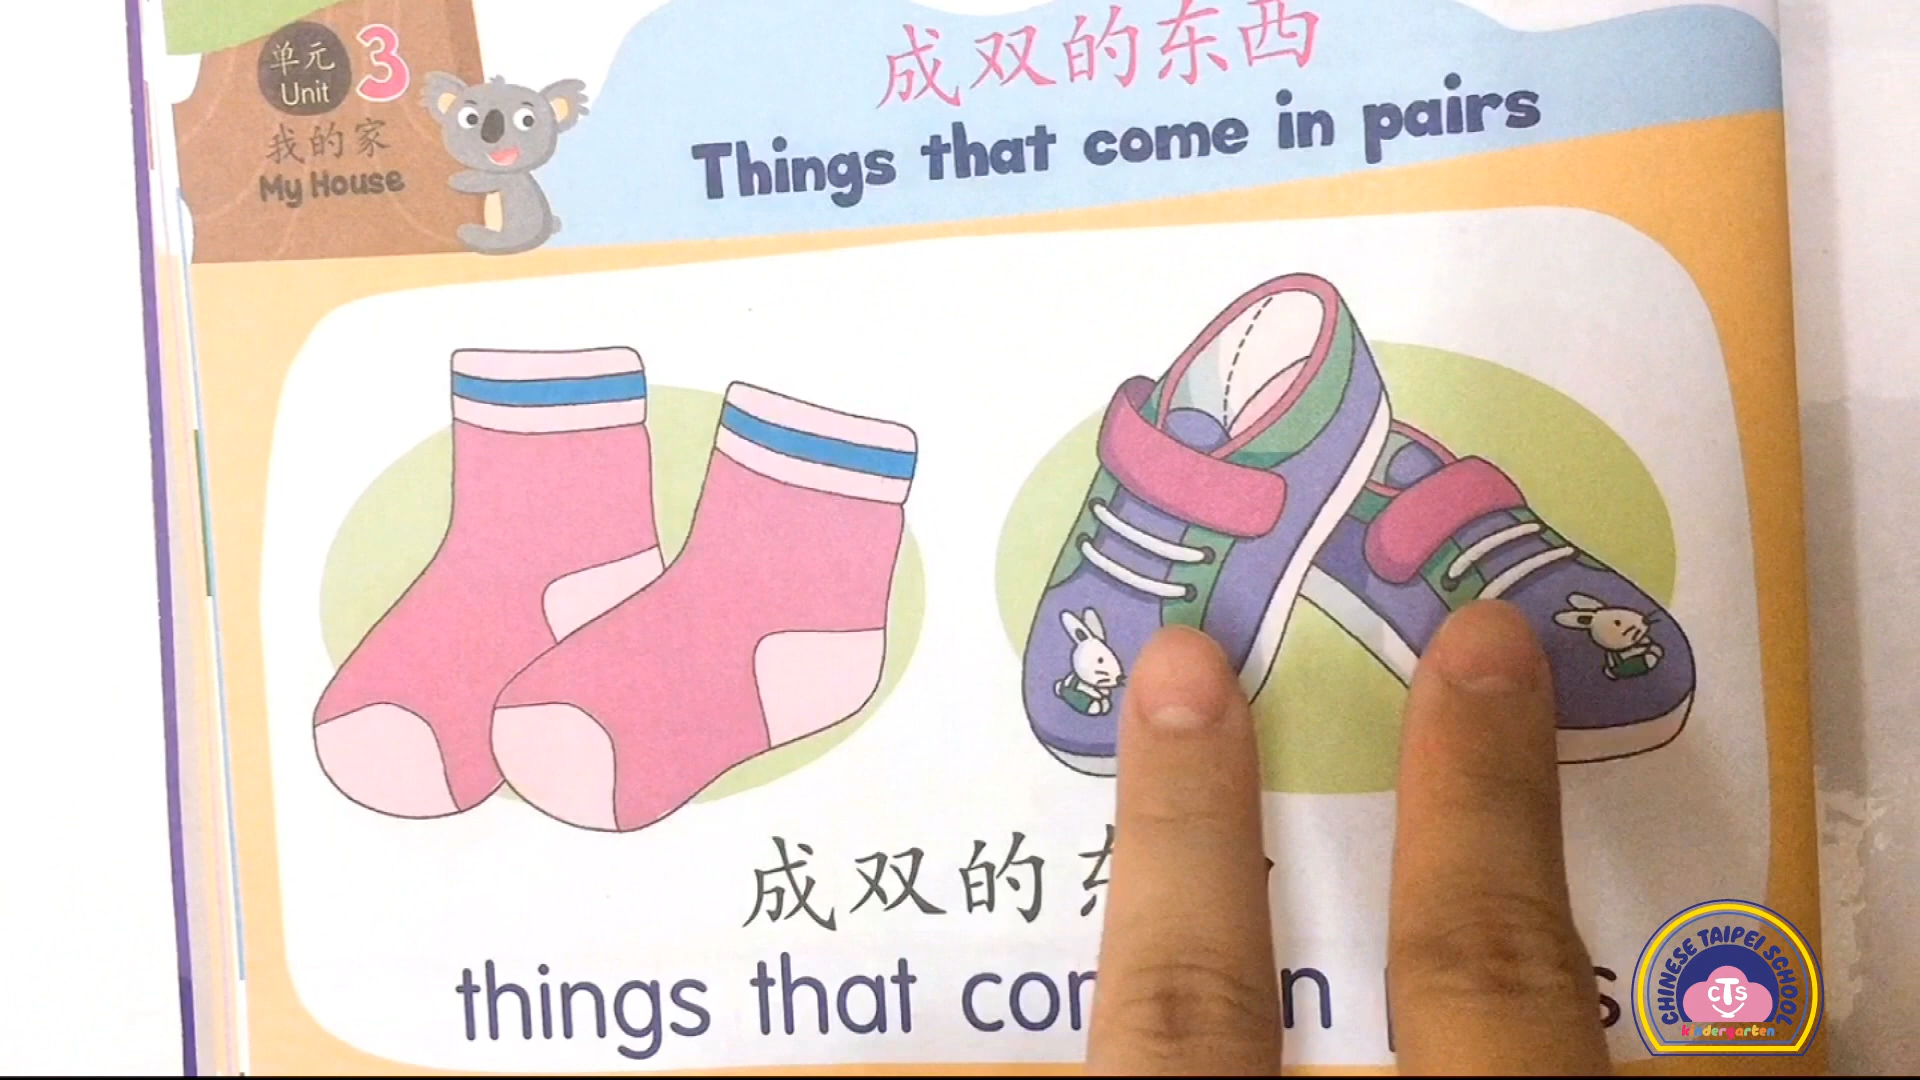 单元 3
Unit
我的家
My House
成双的东西
Things that come in pairs
成双的
things that
CHINESE TAIPEI SCHOOL
CTS
kindergarten